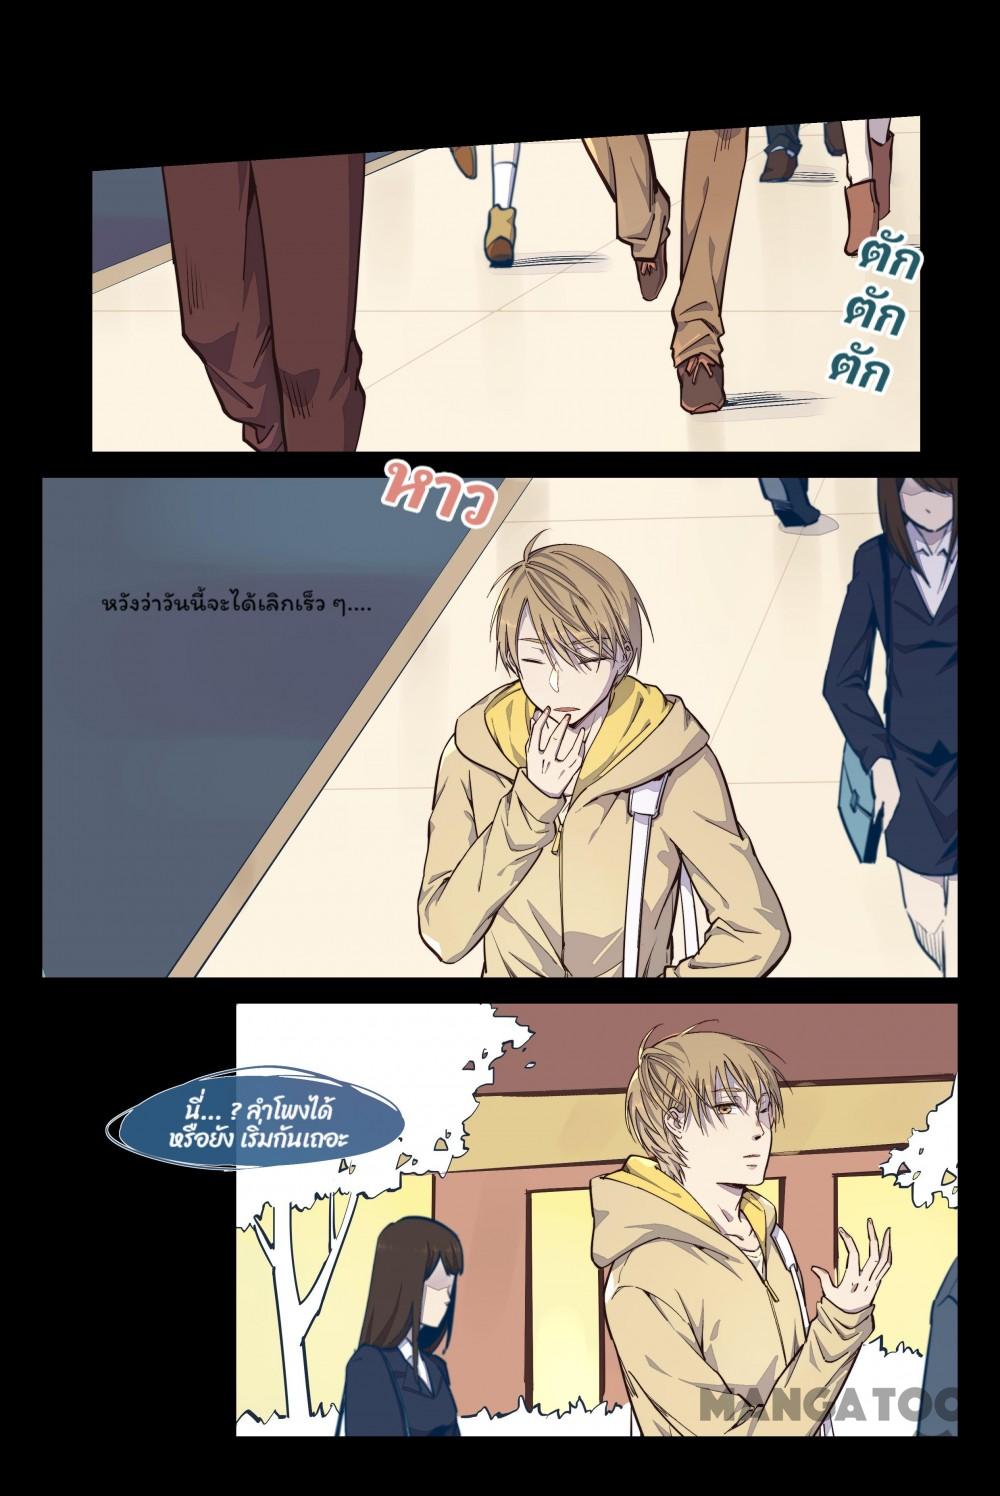 ตัก
ตัก
ตัก
หาว
หวังว่าวันนี้จะได้เลิกเร็ว ๆ....
นี่... ? ลำโพงได้
หรือยัง เริ่มกันเถอะ
MANGATOO